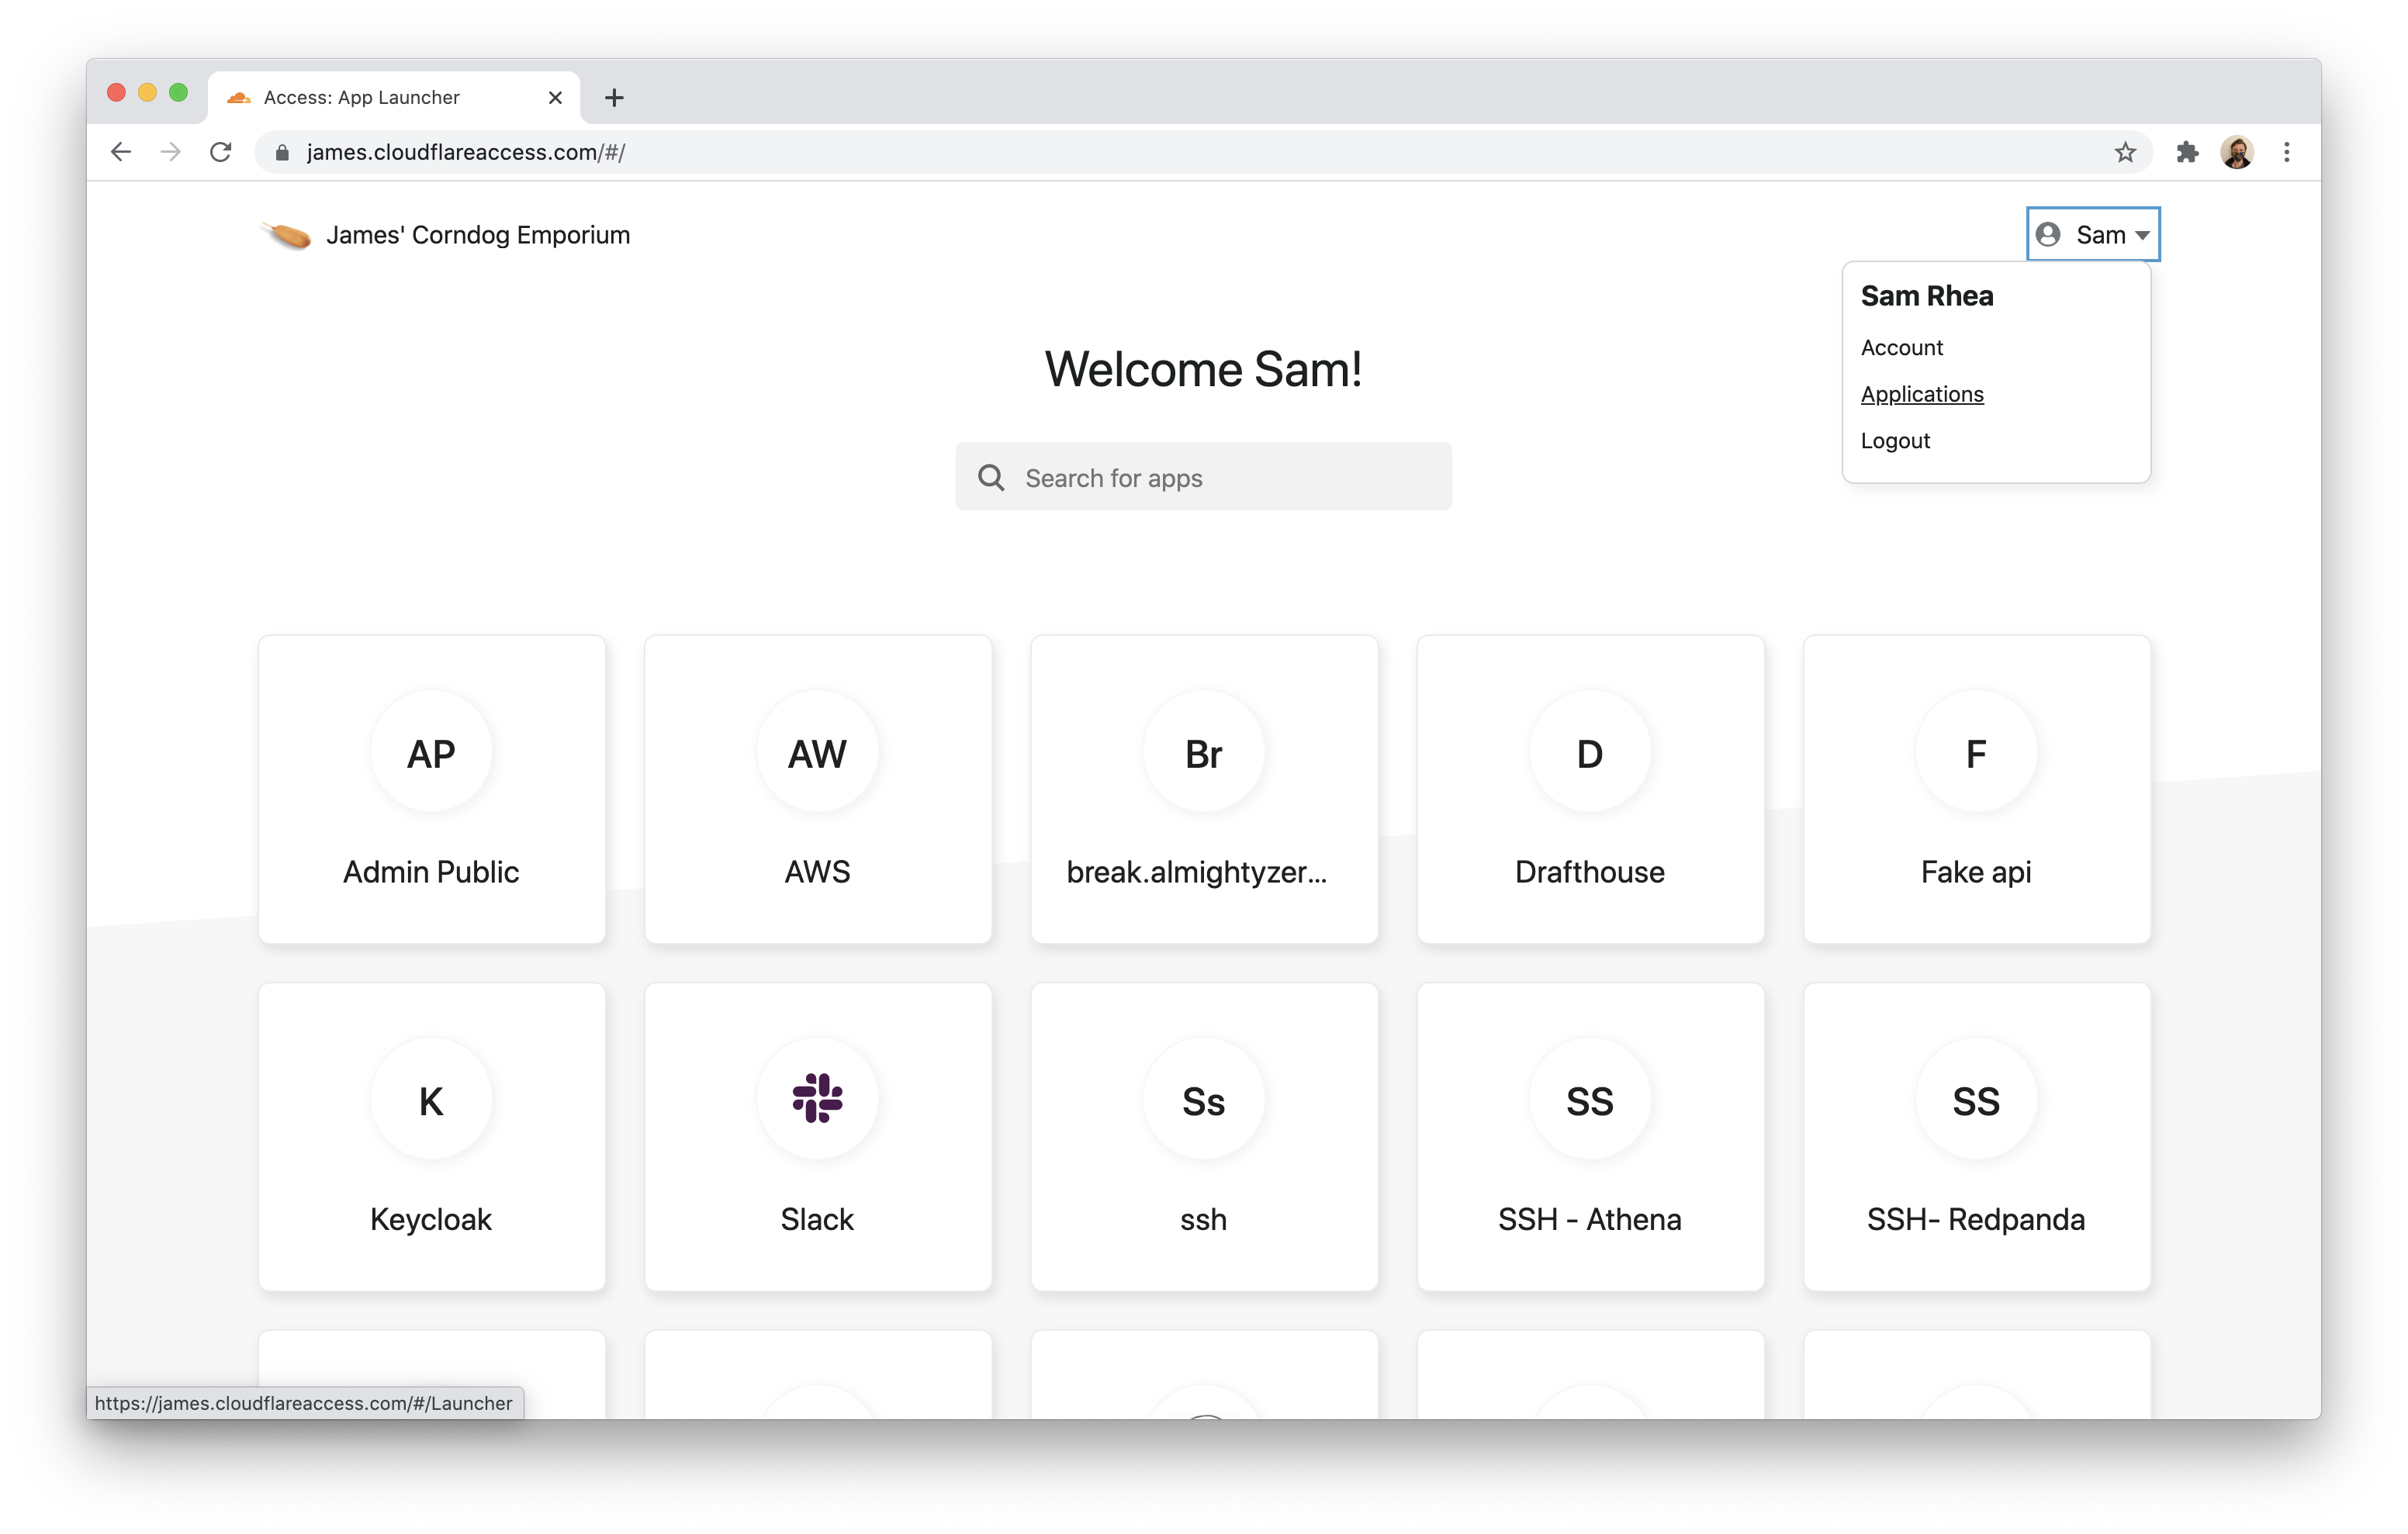 Access: App Launcher
james.cloudflareaccess.com/#/
James' Corndog Emporium
Sam
Sam Rhea
Account
Applications
Logout
Welcome Sam!
Search for apps
AP
AW
Br
D
F
Admin Public
AWS
break.almightyzer...
Drafthouse
Fake api
K
Ss
SS
SS
Keycloak
Slack
ssh
SSH - Athena
SSH- Redpanda
https://james.cloudflareaccess.com/#/Launcher